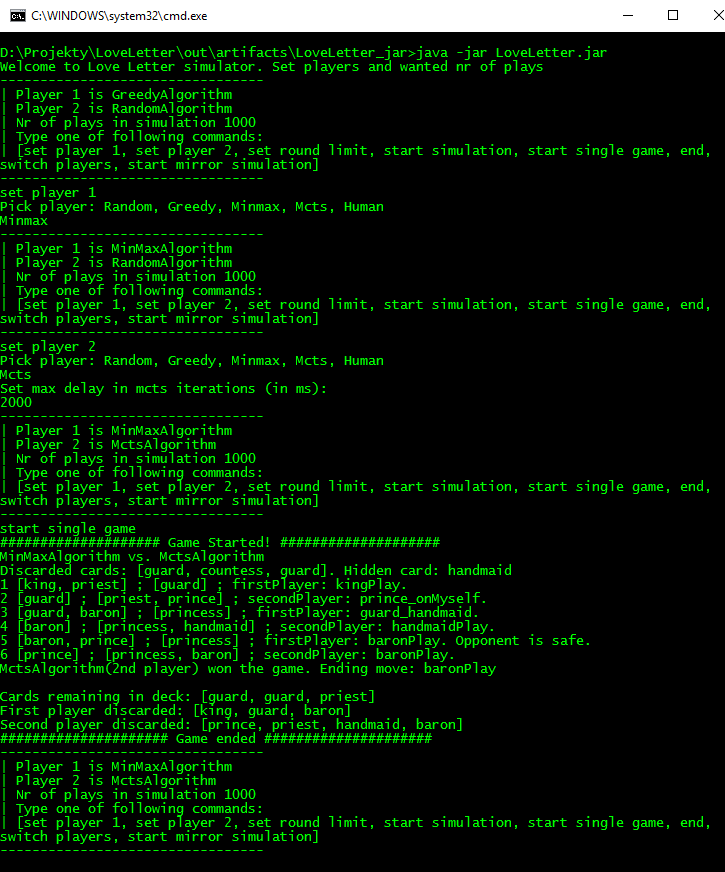 C:\WINDOWS\system32\cmd.exe
D:\Projekty\LoveLetter\out\artifacts\LoveLetter_jar>java -jar LoveLetter.jar
Welcome to Love Letter simulator. Set players and wanted nr of plays
---------------------------------
| Player 1 is GreedyAlgorithm
| Player 2 is RandomAlgorithm
| Nr of plays in simulation 1000
| Type one of following commands:
| [set player 1, set player 2, set round limit, start simulation, start single game, end,
switch players, start mirror simulation]
---------------------------------
set player 1
Pick player: Random, Greedy, Minmax, Mcts, Human
Minmax
---------------------------------
| Player 1 is MinMaxAlgorithm
| Player 2 is RandomAlgorithm
| Nr of plays in simulation 1000
| Type one of following commands:
| [set player 1, set player 2, set round limit, start simulation, start single game, end,
switch players, start mirror simulation]
---------------------------------
set player 2
Pick player: Random, Greedy, Minmax, Mcts, Human
Mcts
Set max delay in mcts iterations (in ms):
2000
---------------------------------
| Player 1 is MinMaxAlgorithm
| Player 2 is MctsAlgorithm
| Nr of plays in simulation 1000
| Type one of following commands:
| [set player 1, set player 2, set round limit, start simulation, start single game, end,
switch players, start mirror simulation]
---------------------------------
start single game
#################### Game Started! ####################
MinMaxAlgorithm vs. MctsAlgorithm
Discarded cards: [guard, countess, guard]. Hidden card: handmaid
1 [king, priest] ; [guard] ; firstPlayer: kingPlay.
2 [guard] ; [priest, prince] ; secondPlayer: prince_onMyself.
3 [guard, baron] ; [princess] ; firstPlayer: guard_handmaid.
4 [baron] ; [princess, handmaid] ; secondPlayer: handmaidPlay.
5 [baron, prince] ; [princess] ; firstPlayer: baronPlay. Opponent is safe.
6 [prince] ; [princess, baron] ; secondPlayer: baronPlay.
MctsAlgorithm(2nd player) won the game. Ending move: baronPlay
Cards remaining in deck: [guard, guard, priest]
First player discarded: [king, guard, baron]
Second player discarded: [prince, priest, handmaid, baron]
##################### Game ended #####################
---------------------------------
| Player 1 is MinMaxAlgorithm
| Player 2 is MctsAlgorithm
| Nr of plays in simulation 1000
| Type one of following commands:
| [set player 1, set player 2, set round limit, start simulation, start single game, end,
switch players, start mirror simulation]
---------------------------------